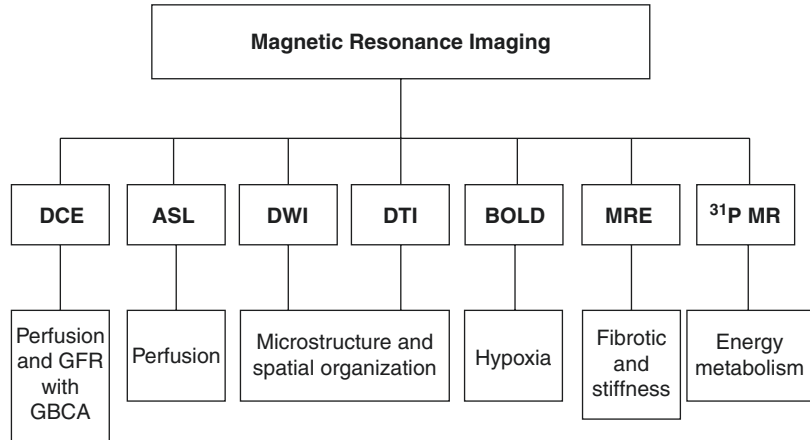 Magnetic Resonance Imaging
DCE
ASL
DWI
DTI
BOLD
MRE
³¹P MR
Perfusion
and GFR
with
GBCA
Perfusion
Microstructure and
spatial organization
Hypoxia
Fibrotic
and
stiffness
Energy
metabolism